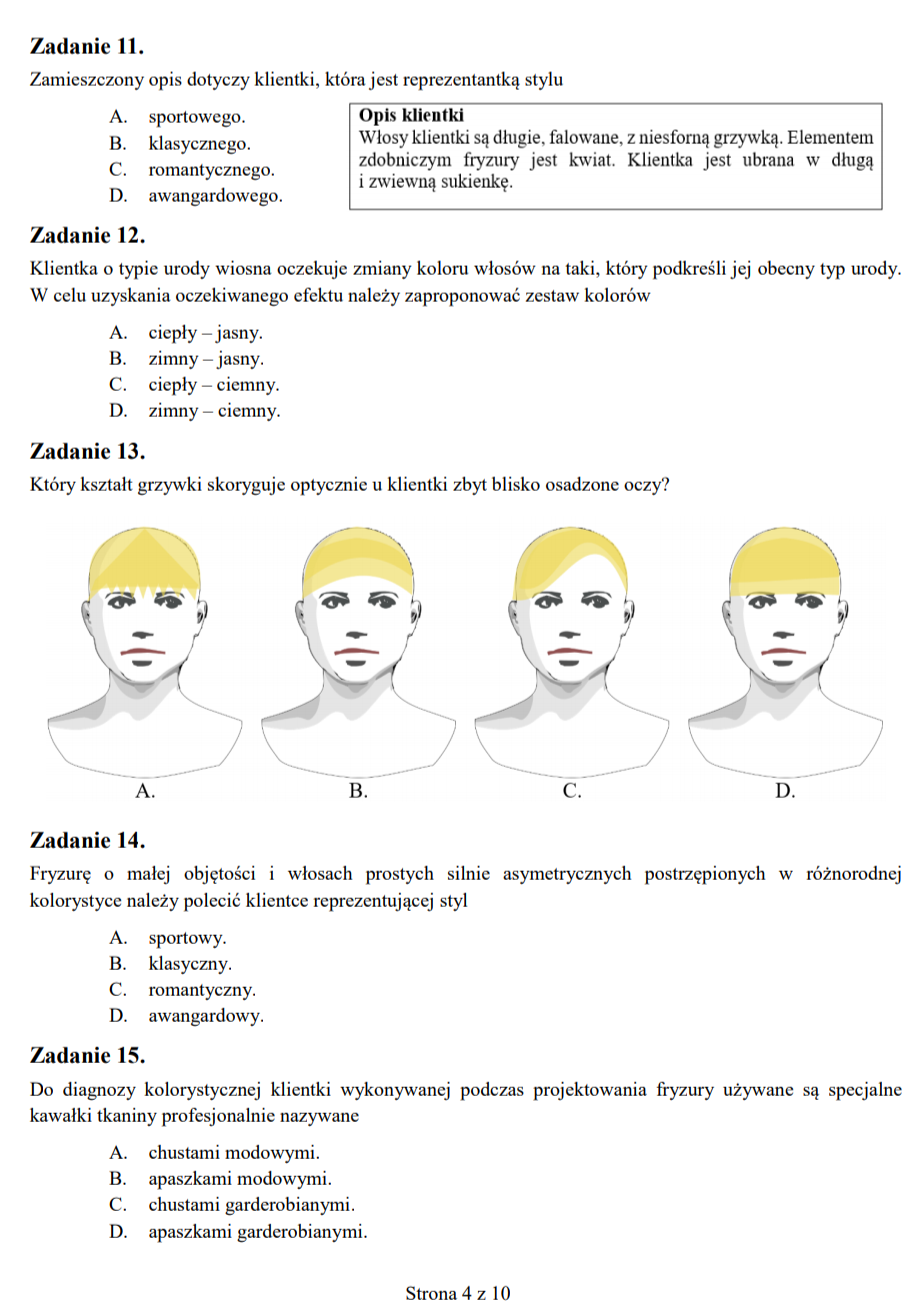 Zadanie 11.
Zamieszczony opis dotyczy klientki, która jest reprezentantką stylu
A. sportowego.
B. klasycznego.
C. romantycznego.
D. awangardowego.
Opis klientki
Włosy klientki są długie, falowane, z niesforną grzywką. Elementem
zdobniczym fryzury jest kwiat. Klientka jest ubrana w długą
i zwiewną sukienkę.
Zadanie 12.
Klientka o typie urody wiosna oczekuje zmiany koloru włosów na taki, który podkreśli jej obecny typ urody.
W celu uzyskania oczekiwanego efektu należy zaproponować zestaw kolorów
A. ciepły – jasny.
B. zimny – jasny.
C. ciepły – ciemny.
D. zimny – ciemny.
Zadanie 13.
Który kształt grzywki skoryguje optycznie u klientki zbyt blisko osadzone oczy?
A. B. C. D.
Zadanie 14.
Fryzurę o małej objętości i włosach prostych silnie asymetrycznych postrzępionych w różnorodnej
kolorystyce należy polecić klientce reprezentującej styl
A. sportowy.
B. klasyczny.
C. romantyczny.
D. awangardowy.
Zadanie 15.
Do diagnozy kolorystycznej klientki wykonywanej podczas projektowania fryzury używane są specjalne
kawałki tkaniny profesjonalnie nazywane
A. chustami modowymi.
B. apaszkami modowymi.
C. chustami garderobianymi.
D. apaszkami garderobianymi.
Strona 4 z 10